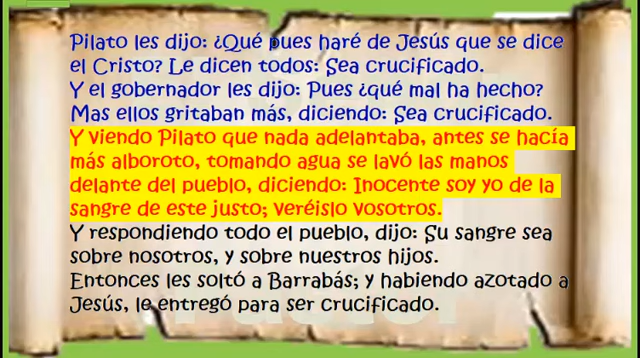 Pilato les dijo: ¿Qué pues haré de Jesús que se dice
el Cristo? Le dicen todos: Sea crucificado.
Y el gobernador les dijo: Pues ¿qué mal ha hecho?
Mas ellos gritaban más, diciendo: Sea crucificado.
Y viendo Pilato que nada adelantaba, antes se hacía
más alboroto, tomando agua se lavó las manos
delante del pueblo, diciendo: Inocente soy yo de la
sangre de este justo; veréislo vosotros.
Y respondiendo todo el pueblo, dijo: Su sangre sea
sobre nosotros, y sobre nuestros hijos.
Entonces les soltó a Barrabás; y habiendo azotado a
Jesús, le entregó para ser crucificado.